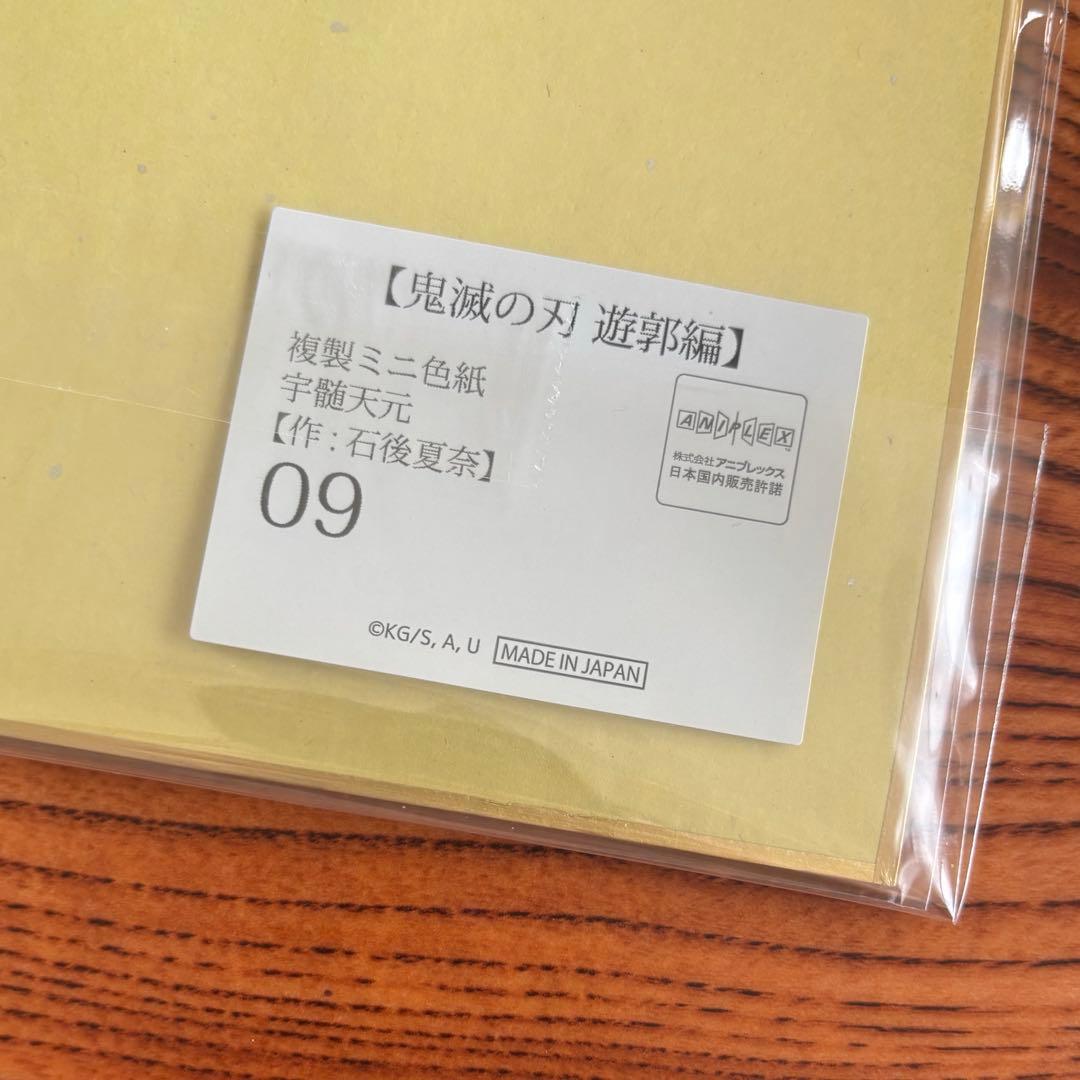 【鬼滅の刃 遊郭編】
複製ミニ色紙
宇髄天元
【作:石後夏奈】
09
ANIPLEX
株式会社アニプレックス
日本国内販売許諾
©KG/S, A, U
MADE IN JAPAN